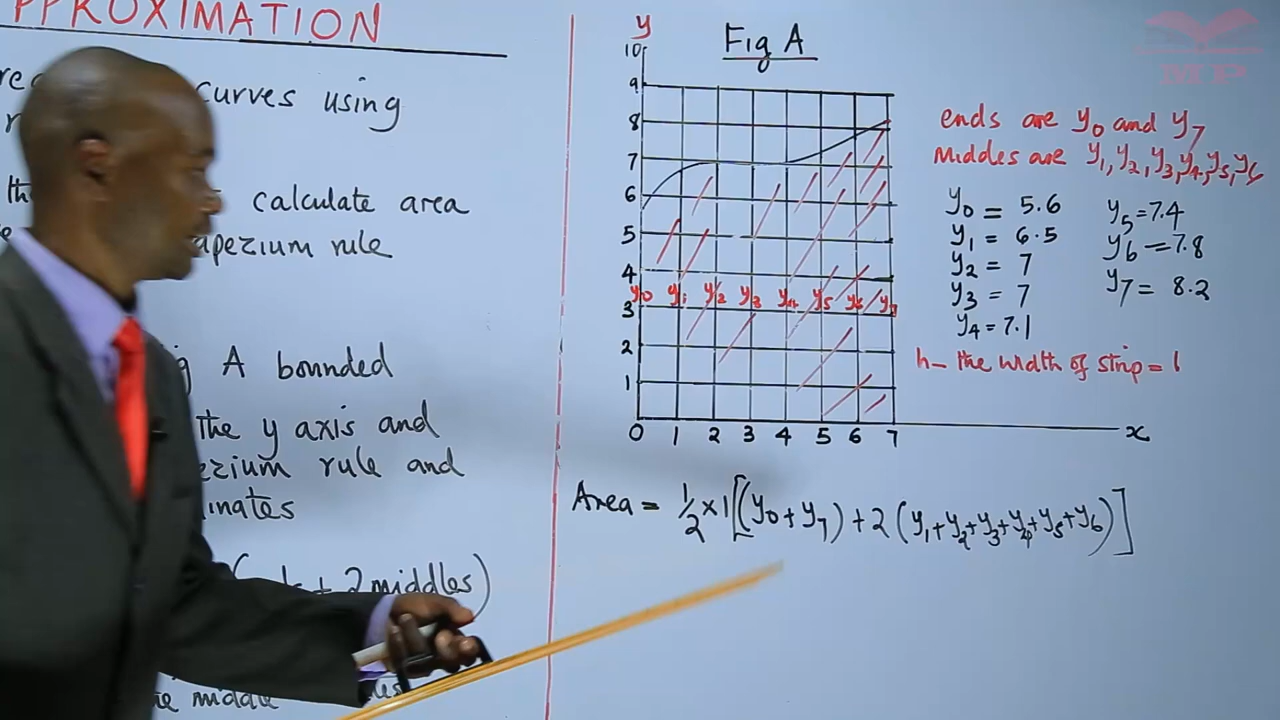 PPROXIMATION
curves using
the calculate area
apezium rule
A bounded
the y axis and
ezium rule and
inates
+ 2 middles)
e middle
y
Fig A
10
9
8
7
6
5
4
y0 y1 y2 y3 y4 y5 y6 y7
3
2
1
0 1 2 3 4 5 6 7 x
ends are y0 and y7
Middles are y1, y2, y3, y4, y5, y6
y0 = 5.6
y1 = 6.5
y2 = 7
y3 = 7
y4 = 7.1
y5 = 7.4
y6 = 7.8
y7 = 8.2
h - the width of strip = 1
Area = 1/2 × 1[(y0 + y7) + 2(y1 + y2 + y3 + y4 + y5 + y6)]
MP